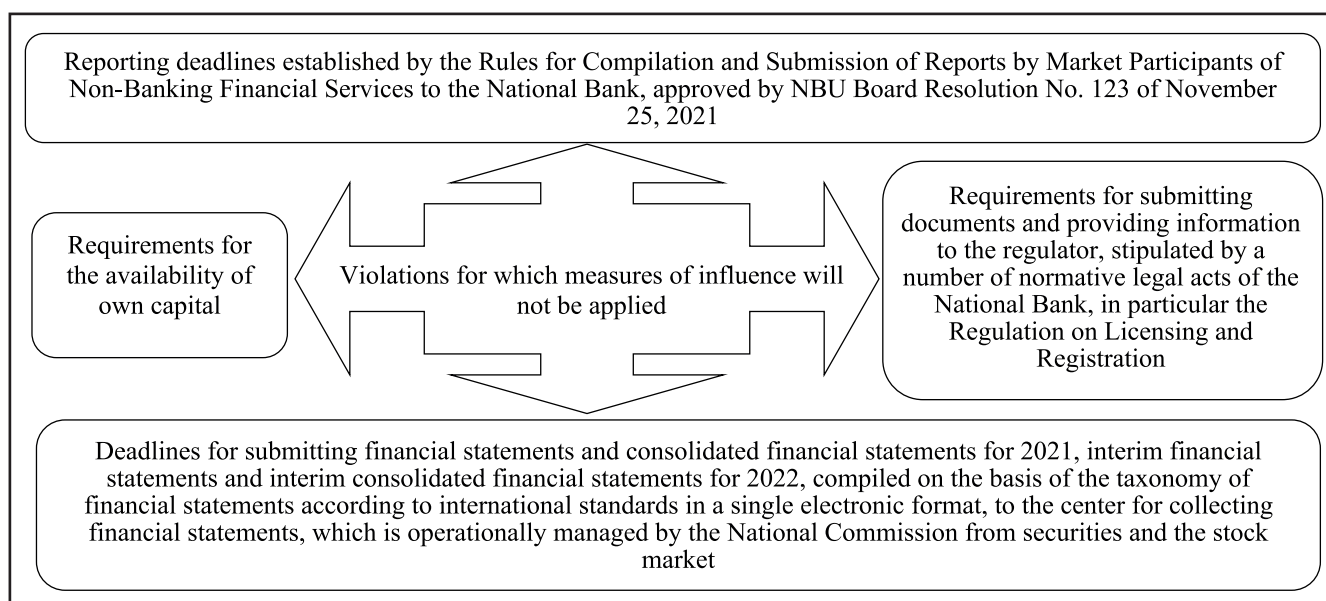 Reporting deadlines established by the Rules for Compilation and Submission of Reports by Market Participants of
Non-Banking Financial Services to the National Bank, approved by NBU Board Resolution No. 123 of November
25, 2021
Requirements for
the availability of
own capital
Violations for which measures of influence will
not be applied
Requirements for submitting
documents and providing information
to the regulator, stipulated by a
number of normative legal acts of the
National Bank, in particular the
Regulation on Licensing and
Registration
Deadlines for submitting financial statements and consolidated financial statements for 2021, interim financial
statements and interim consolidated financial statements for 2022, compiled on the basis of the taxonomy of
financial statements according to international standards in a single electronic format, to the center for collecting
financial statements, which is operationally managed by the National Commission from securities and the stock
market